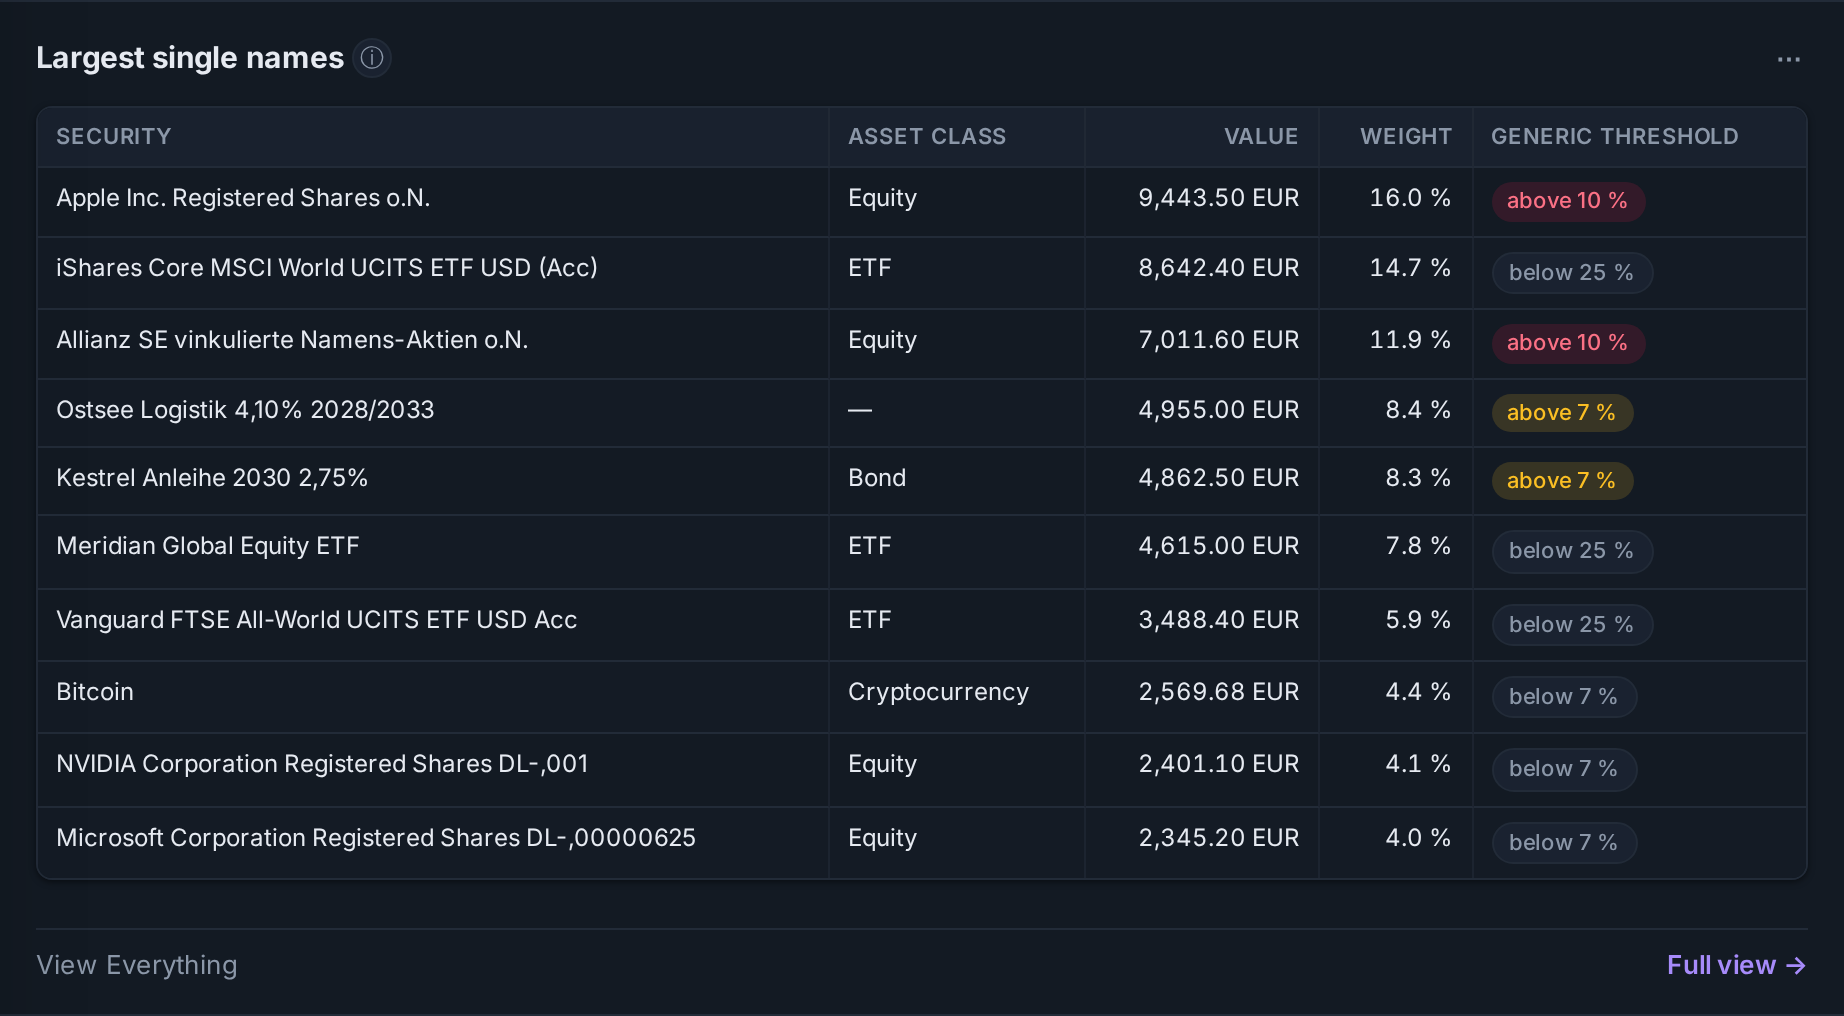 Largest single names ⓘ ...
SECURITY ASSET CLASS VALUE WEIGHT GENERIC THRESHOLD
Apple Inc. Registered Shares o.N. Equity 9,443.50 EUR 16.0 % above 10 %
iShares Core MSCI World UCITS ETF USD (Acc) ETF 8,642.40 EUR 14.7 % below 25 %
Allianz SE vinkulierte Namens-Aktien o.N. Equity 7,011.60 EUR 11.9 % above 10 %
Ostsee Logistik 4,10% 2028/2033 — 4,955.00 EUR 8.4 % above 7 %
Kestrel Anleihe 2030 2,75% Bond 4,862.50 EUR 8.3 % above 7 %
Meridian Global Equity ETF ETF 4,615.00 EUR 7.8 % below 25 %
Vanguard FTSE All-World UCITS ETF USD Acc ETF 3,488.40 EUR 5.9 % below 25 %
Bitcoin Cryptocurrency 2,569.68 EUR 4.4 % below 7 %
NVIDIA Corporation Registered Shares DL-,001 Equity 2,401.10 EUR 4.1 % below 7 %
Microsoft Corporation Registered Shares DL-,00000625 Equity 2,345.20 EUR 4.0 % below 7 %
View Everything Full view →